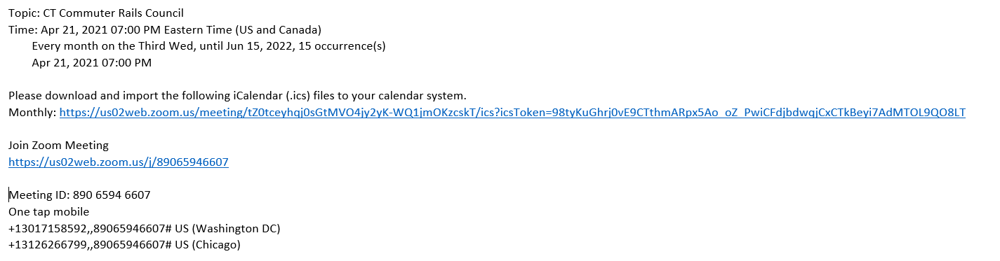 Topic: CT Commuter Rails Council
Time: Apr 21, 2021 07:00 PM Eastern Time (US and Canada)
Every month on the Third Wed, until Jun 15, 2022, 15 occurrence(s)
Apr 21, 2021 07:00 PM
Please download and import the following iCalendar (.ics) files to your calendar system.
Monthly: https://us02web.zoom.us/meeting/tZ0tceyhqj0sGtMVO4jy2yK-WQ1jmOKzcskT/ics?icsToken=98tyKuGhrj0vE9CTthmARpx5Ao_oZ_PwiCFdjbdwqjCxCTkBeyi7AdMTOL9QO8LT
Join Zoom Meeting
https://us02web.zoom.us/j/89065946607
Meeting ID: 890 6594 6607
One tap mobile
+13017158592,,89065946607# US (Washington DC)
+13126266799,,89065946607# US (Chicago)